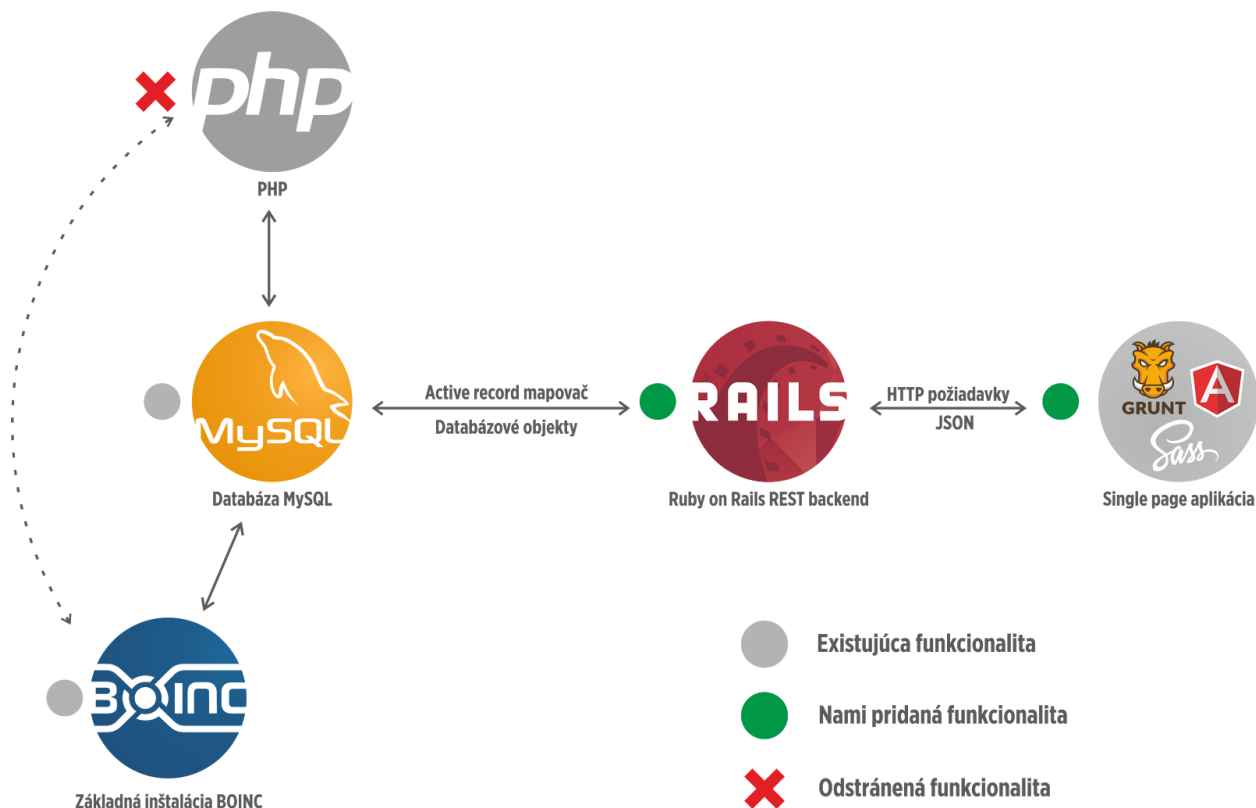 php
PHP
MySQL
Databáza MySQL
Active record mapovač
Databázové objekty
RAILS
Ruby on Rails REST backend
HTTP požiadavky
JSON
GRUNT
A
Sass
Single page aplikácia
BOINC
Základná inštalácia BOINC
Existujúca funkcionalita
Nami pridaná funkcionalita
Odstránená funkcionalita